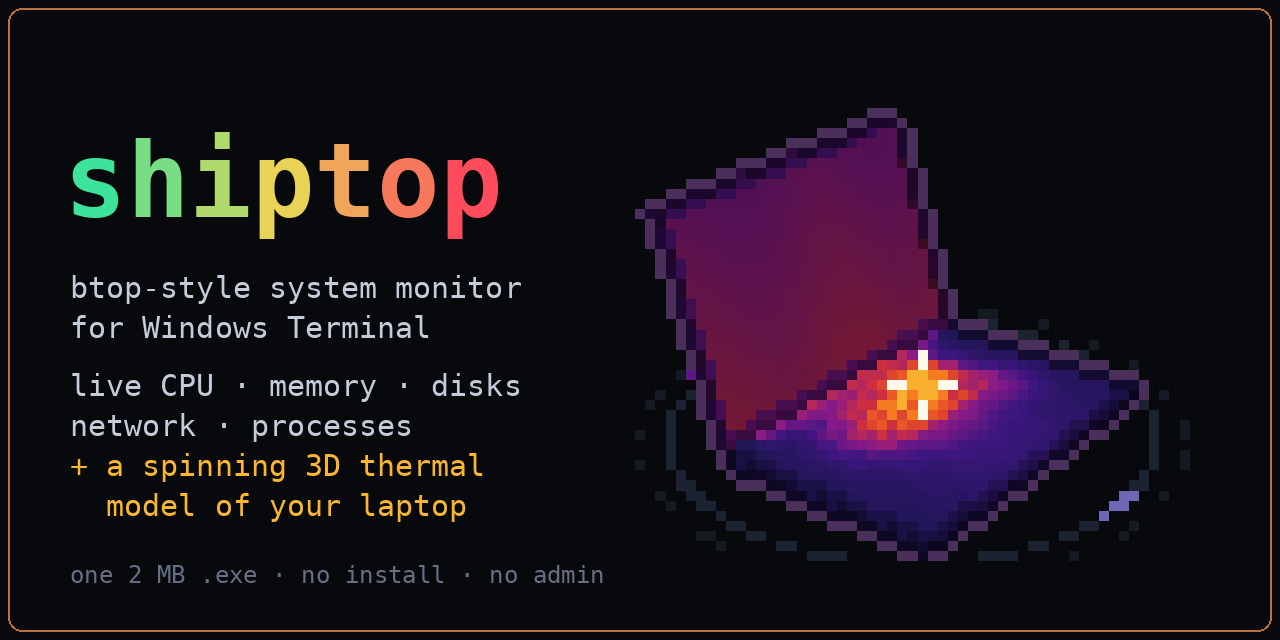 shiptop
btop-style system monitor
for Windows Terminal
live CPU · memory · disks
network · processes
+ a spinning 3D thermal
model of your laptop
one 2 MB .exe · no install · no admin